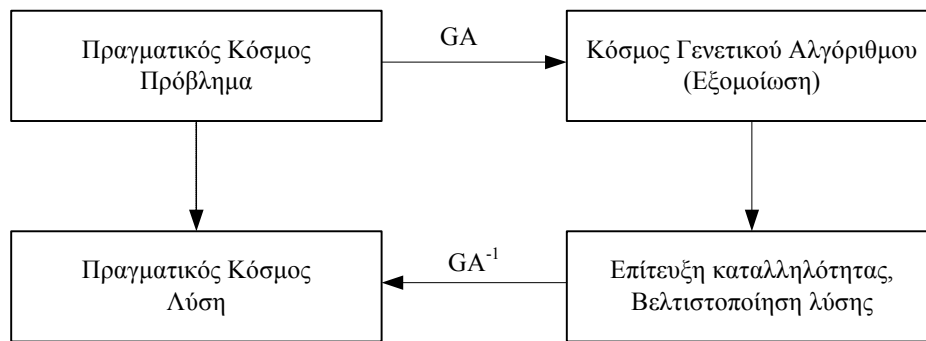 Πραγματικός Κόσμος
Πρόβλημα
GA
Κόσμος Γενετικού Αλγόριθμου
(Εξομοίωση)
Πραγματικός Κόσμος
Λύση
GA⁻¹
Επίτευξη καταλληλότητας,
Βελτιστοποίηση λύσης